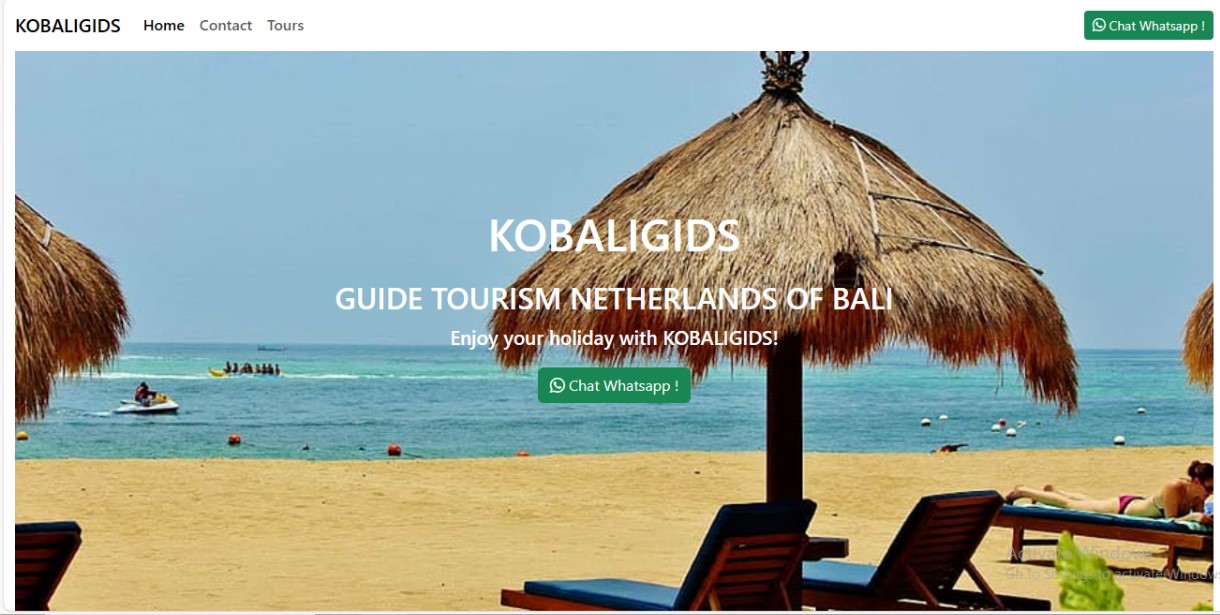 KOBALIGIDS Home Contact Tours Chat Whatsapp !
KOBALIGIDS
GUIDE TOURISM NETHERLANDS OF BALI
Enjoy your holiday with KOBALIGIDS!
Chat Whatsapp !
Activate Windows
Go to Settings to activate Windows